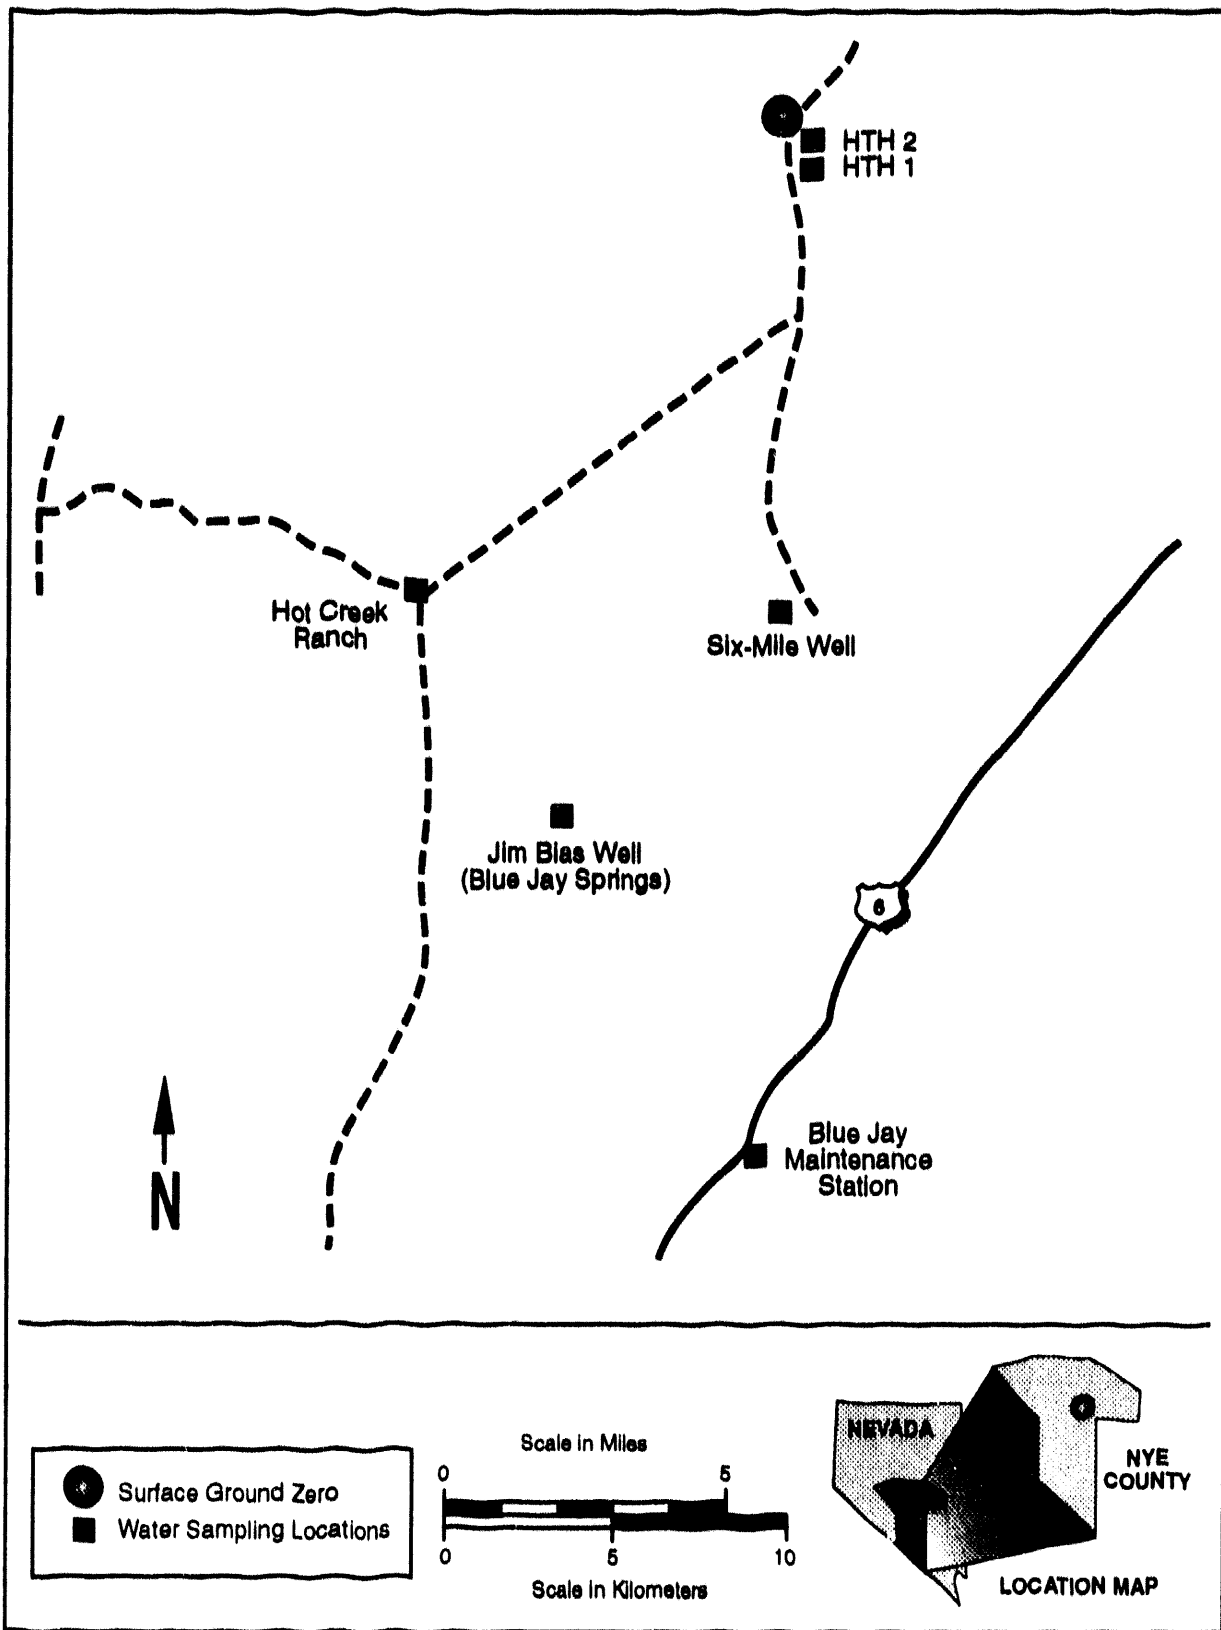 HTH 2
HTH 1
Hot Creek
Ranch
Six-Mile Well
Jim Bias Well
(Blue Jay Springs)
6
Blue Jay
Maintenance
Station
N
Surface Ground Zero
Water Sampling Locations
Scale in Miles
0 5
0 5 10
Scale in Kilometers
NEVADA
NYE
COUNTY
LOCATION MAP